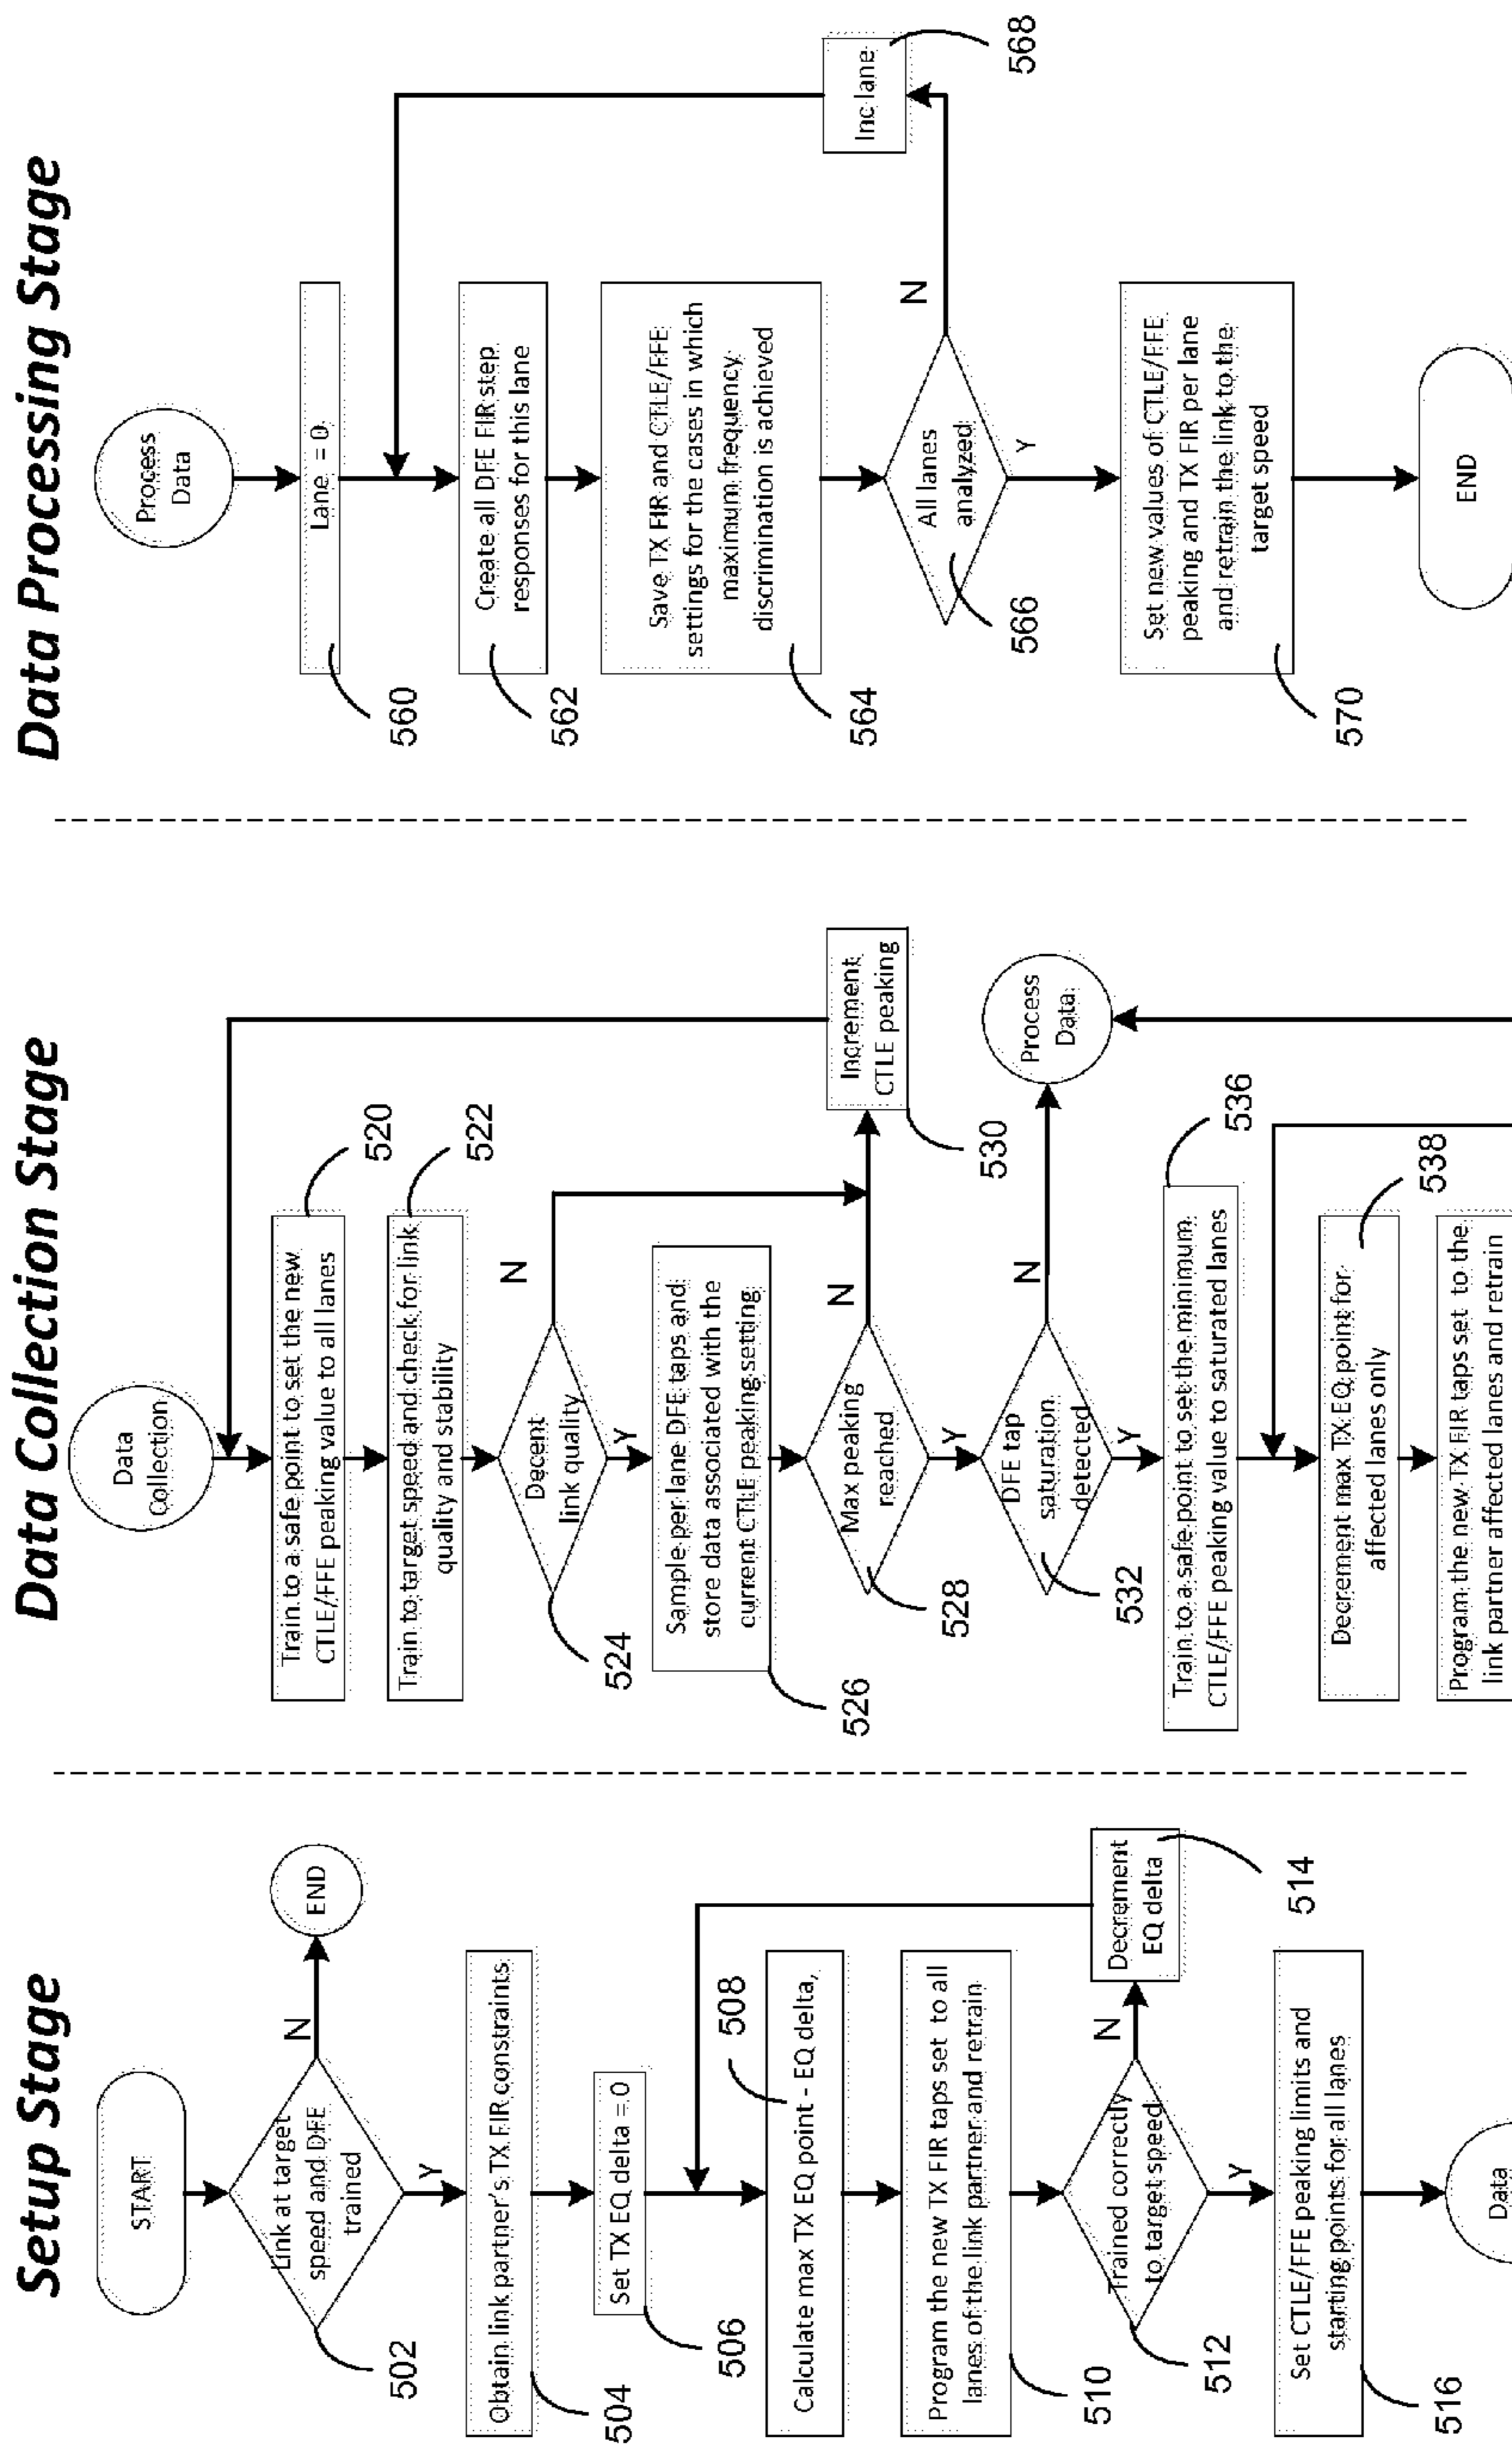 Setup Stage
START
Link at target
speed and DFE
trained
N
END
502
Y
Obtain link partner's TX FIR constraints
504
Set TX EQ delta = 0
506
508
Calculate max TX EQ point - EQ delta,
Program the new TX FIR taps set to all
lanes of the link partner and retrain
510
Trained correctly
to target speed
N
Decrement
EQ delta
514
512
Y
Set CTLE/FFE peaking limits and
starting points for all lanes
516
Data
Data Collection Stage
Data
Collection
Train to a safe point to set the new
CTLE/FFE peaking value to all lanes
520
Train to target speed and check for link
quality and stability
522
Decent
link quality
N
524
Y
Sample per lane DFE taps and
store data associated with the
current CTLE peaking setting
526
Max peaking
reached
N
Increment
CTLE peaking
530
528
Y
DFE tap
saturation
detected
N
Process
Data
532
Y
Train to a safe point to set the minimum
CTLE/FFE peaking value to saturated lanes
536
Decrement max TX EQ point for
affected lanes only
538
Program the new TX FIR taps set to the
link partner affected lanes and retrain
Data Processing Stage
Process
Data
Lane = 0
560
Create all DFE FIR step
responses for this lane
562
Save TX FIR and CTLE/FFE
settings for the cases in which
maximum frequency
discrimination is achieved
564
All lanes
analyzed
N
Inc lane
568
566
Y
Set new values of CTLE/FFE
peaking and TX FIR per lane
and retrain the link to the
target speed
570
END